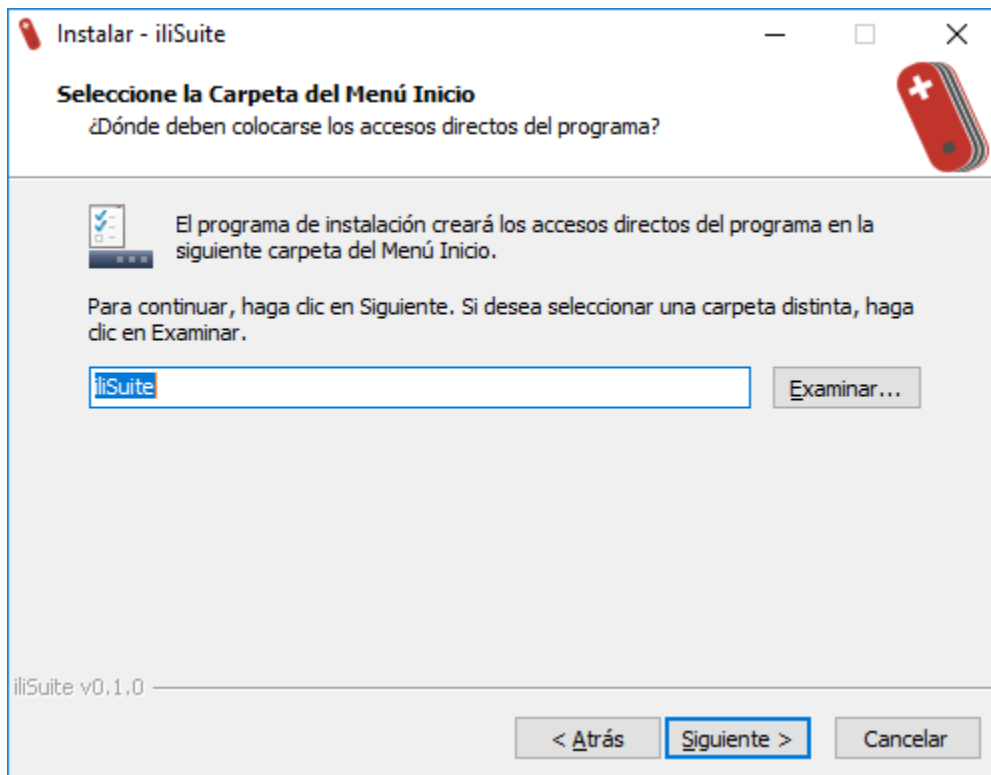 Instalar - iliSuite
Seleccione la Carpeta del Menú Inicio
¿Dónde deben colocarse los accesos directos del programa?
El programa de instalación creará los accesos directos del programa en la
siguiente carpeta del Menú Inicio.
Para continuar, haga clic en Siguiente. Si desea seleccionar una carpeta distinta, haga
clic en Examinar.
iliSuite
Examinar...
iliSuite v0.1.0
< Atrás
Siguiente >
Cancelar